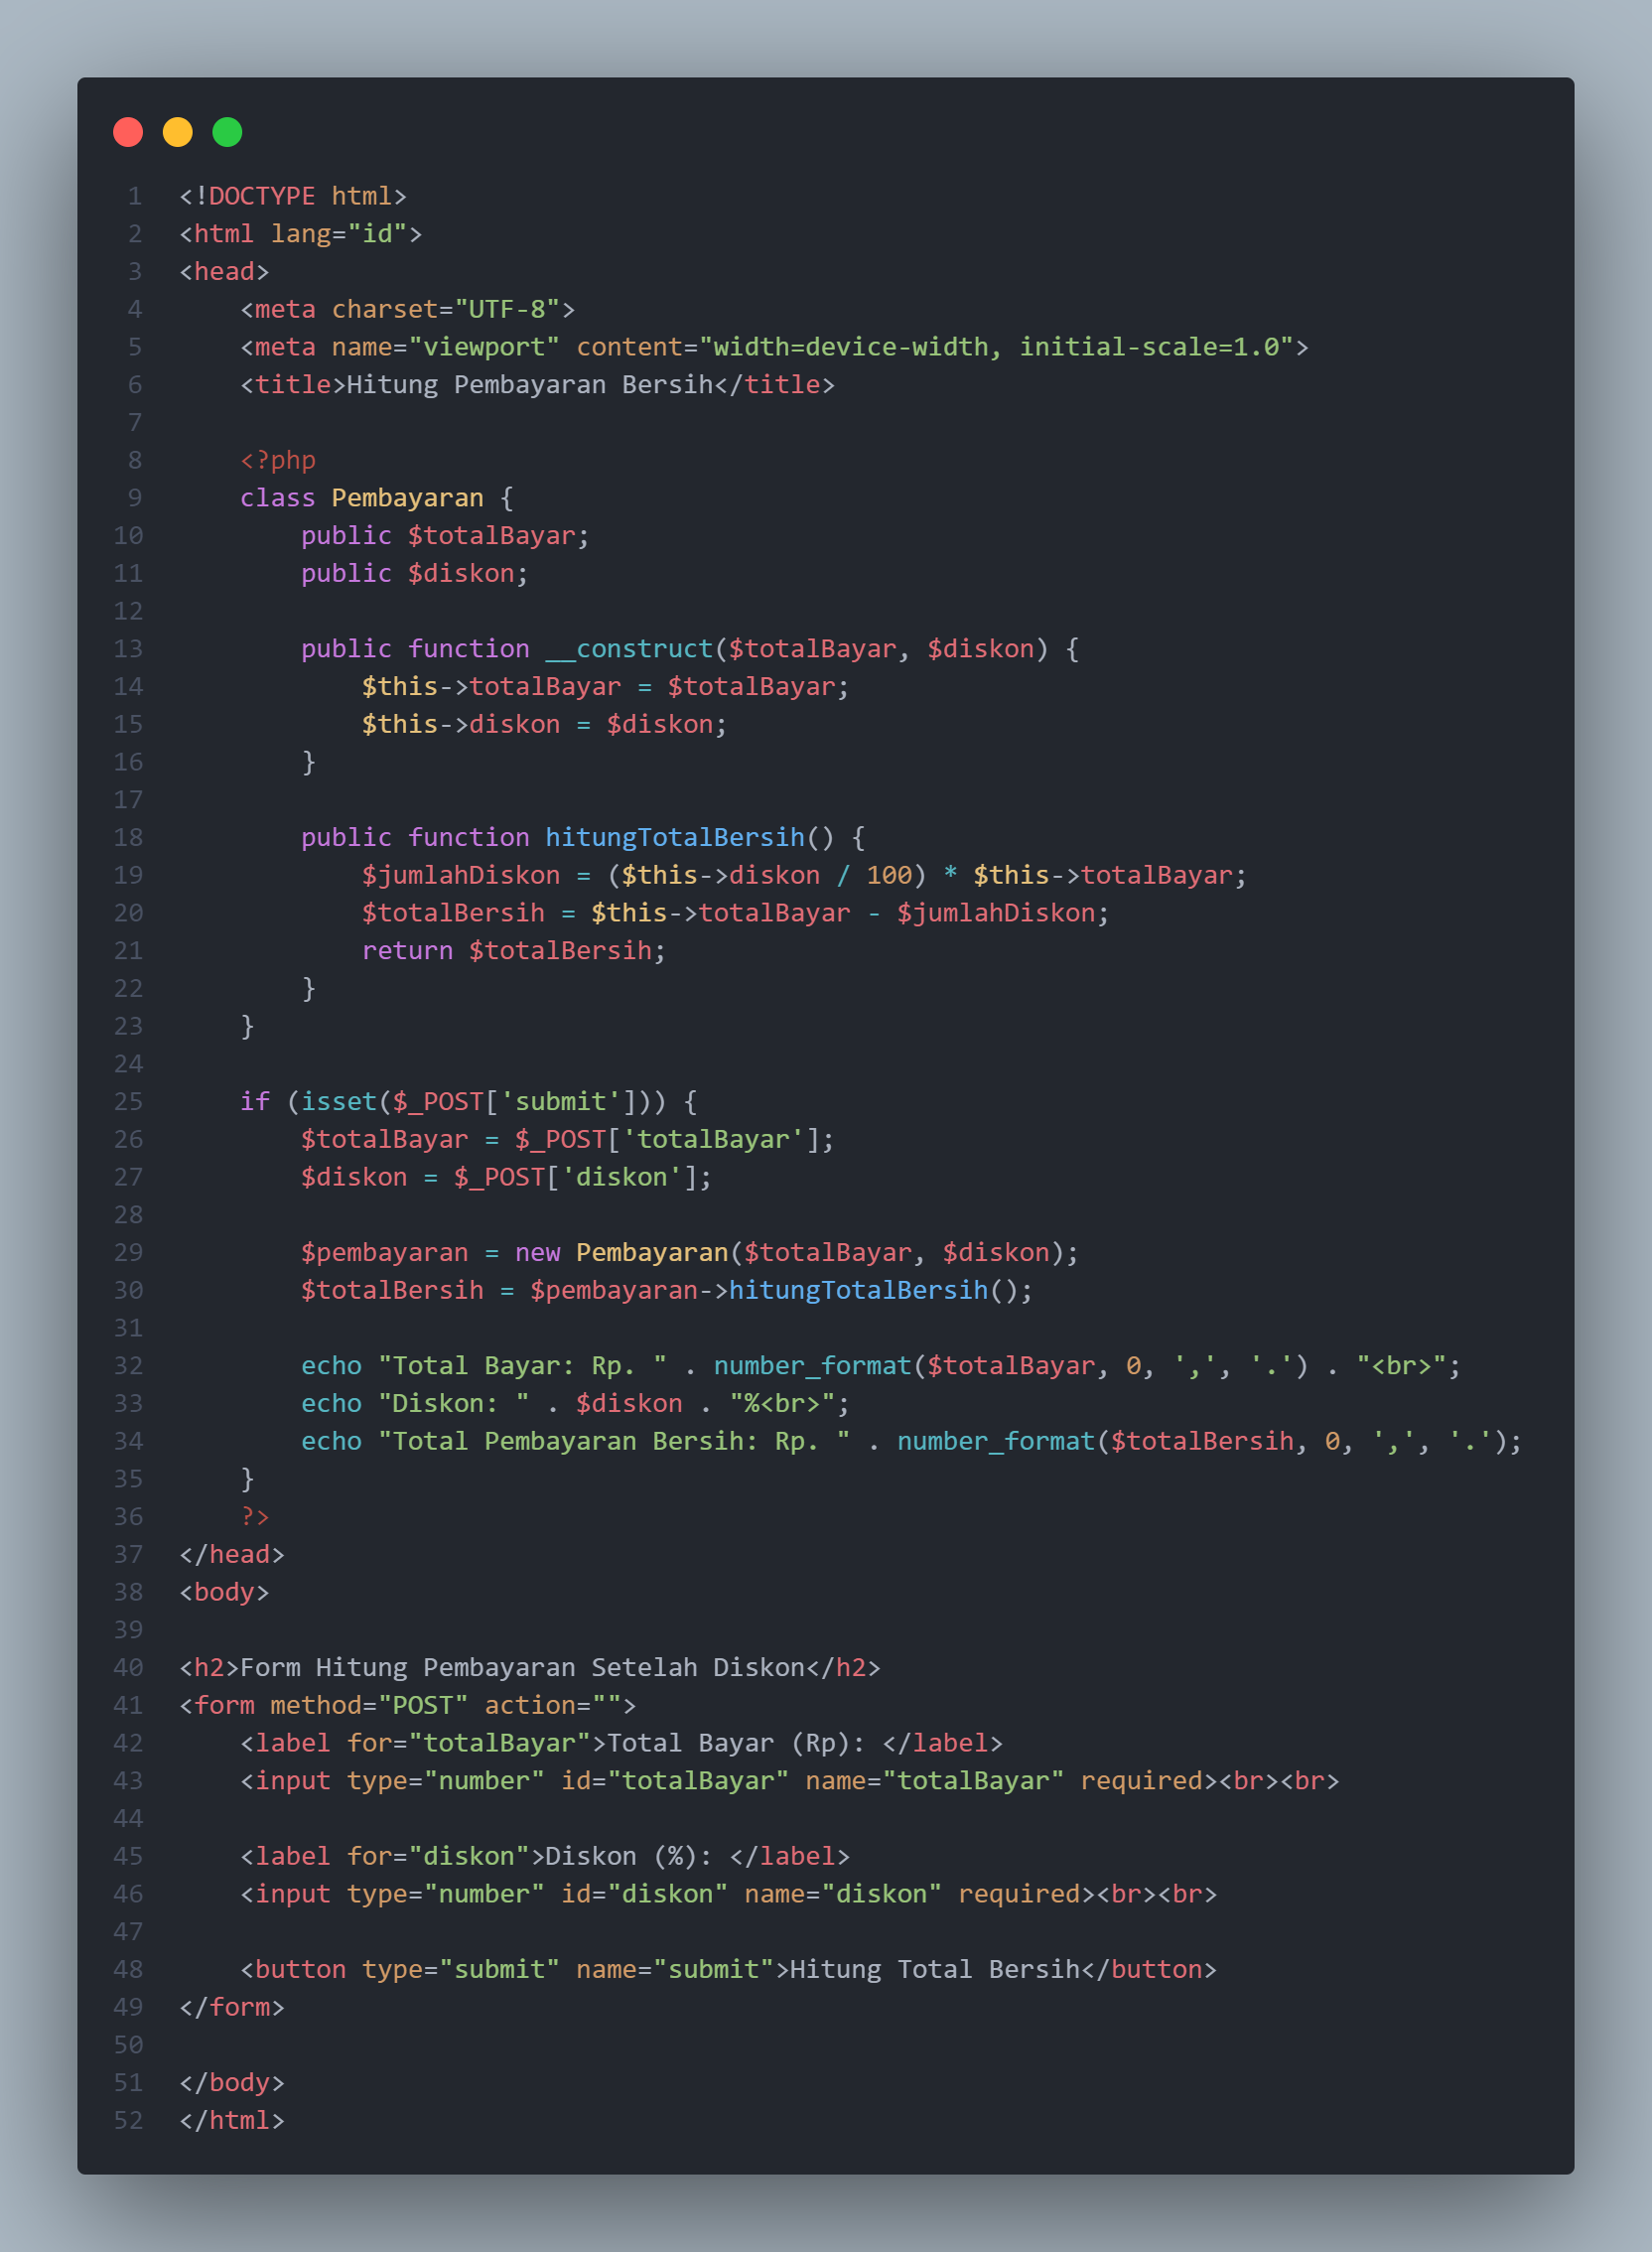 1 <!DOCTYPE html>
2 <html lang="id">
3 <head>
4     <meta charset="UTF-8">
5     <meta name="viewport" content="width=device-width, initial-scale=1.0">
6     <title>Hitung Pembayaran Bersih</title>
7
8     <?php
9     class Pembayaran {
10         public $totalBayar;
11         public $diskon;
12
13         public function __construct($totalBayar, $diskon) {
14             $this->totalBayar = $totalBayar;
15             $this->diskon = $diskon;
16         }
17
18         public function hitungTotalBersih() {
19             $jumlahDiskon = ($this->diskon / 100) * $this->totalBayar;
20             $totalBersih = $this->totalBayar - $jumlahDiskon;
21             return $totalBersih;
22         }
23     }
24
25     if (isset($_POST['submit'])) {
26         $totalBayar = $_POST['totalBayar'];
27         $diskon = $_POST['diskon'];
28
29         $pembayaran = new Pembayaran($totalBayar, $diskon);
30         $totalBersih = $pembayaran->hitungTotalBersih();
31
32         echo "Total Bayar: Rp. " . number_format($totalBayar, 0, ',', '.') . "<br>";
33         echo "Diskon: " . $diskon . "%<br>";
34         echo "Total Pembayaran Bersih: Rp. " . number_format($totalBersih, 0, ',', '.');
35     }
36     ?>
37 </head>
38 <body>
39
40 <h2>Form Hitung Pembayaran Setelah Diskon</h2>
41 <form method="POST" action="">
42     <label for="totalBayar">Total Bayar (Rp): </label>
43     <input type="number" id="totalBayar" name="totalBayar" required><br><br>
44
45     <label for="diskon">Diskon (%): </label>
46     <input type="number" id="diskon" name="diskon" required><br><br>
47
48     <button type="submit" name="submit">Hitung Total Bersih</button>
49 </form>
50
51 </body>
52 </html>